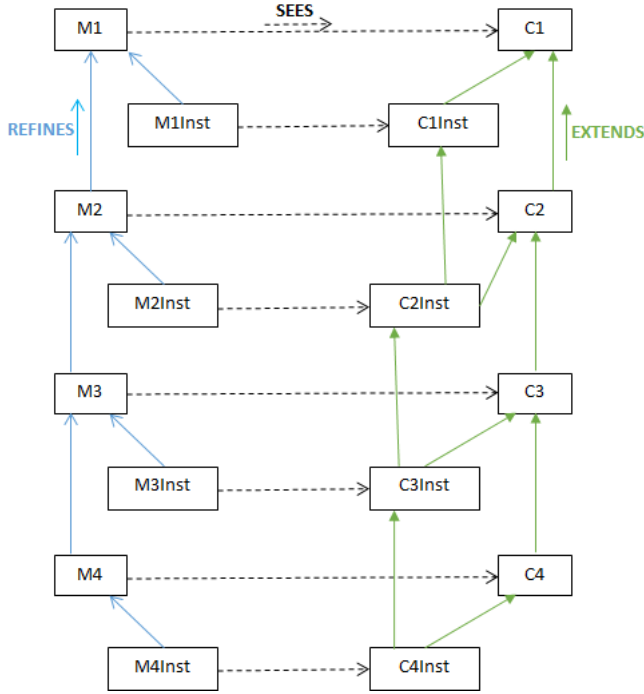 SEES
M1
C1
M1Inst
C1Inst
REFINES
EXTENDS
M2
C2
M2Inst
C2Inst
M3
C3
M3Inst
C3Inst
M4
C4
M4Inst
C4Inst